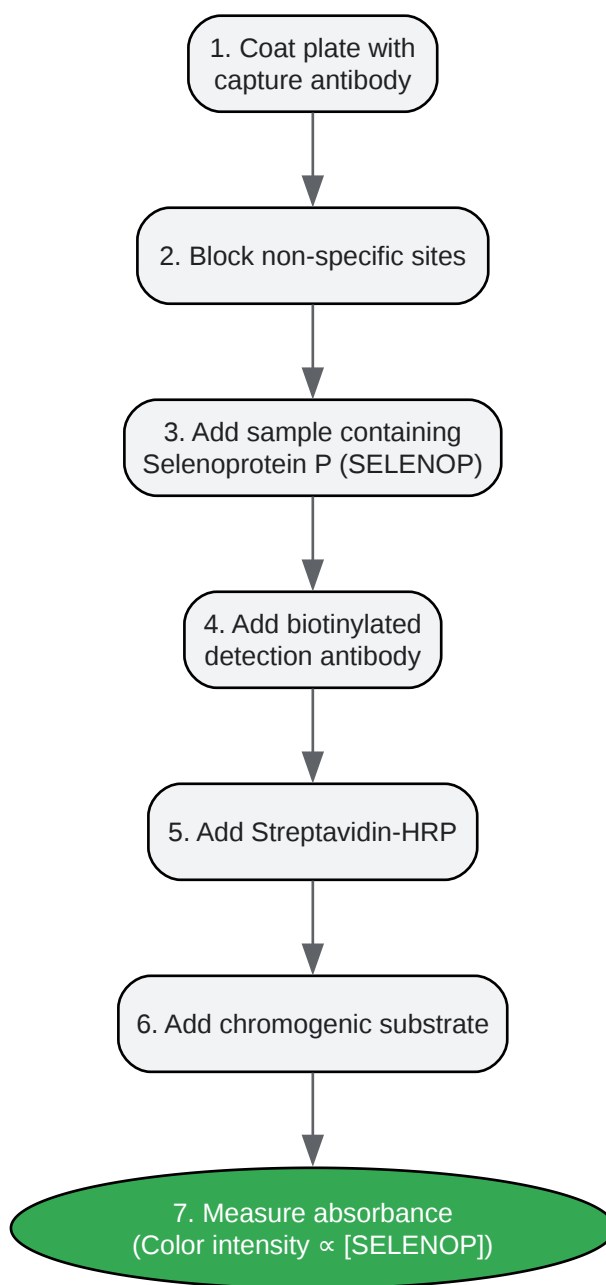 1. Coat plate with
capture antibody
2. Block non-specific sites
3. Add sample containing
Selenoprotein P (SELENOP)
4. Add biotinylated
detection antibody
5. Add Streptavidin-HRP
6. Add chromogenic substrate
7. Measure absorbance
(Color intensity ∝ [SELENOP])